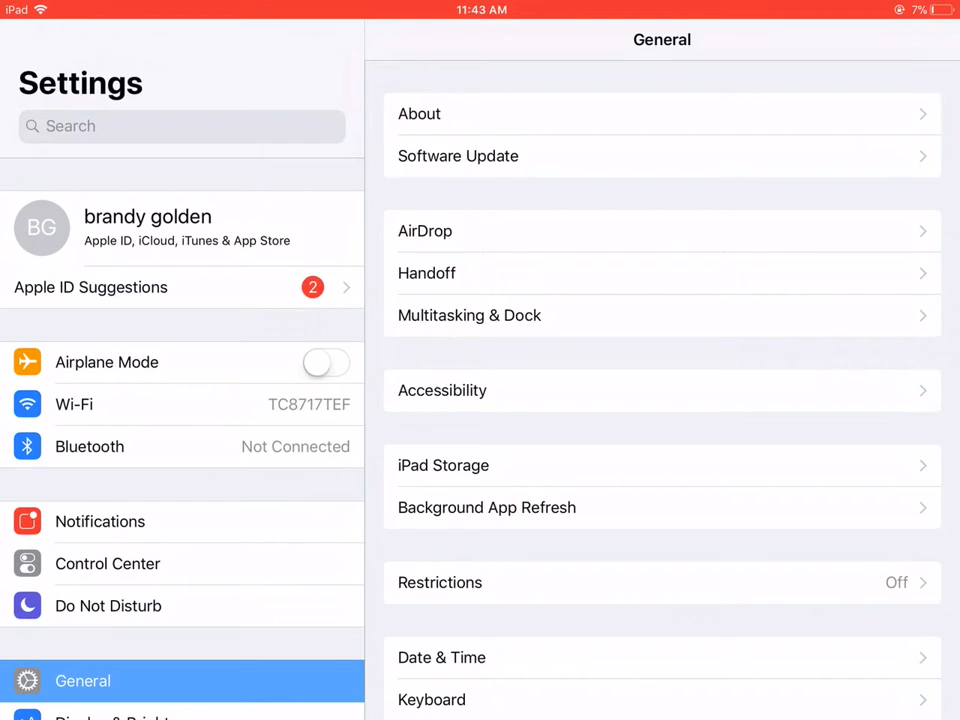 iPad
11:43 AM
7%
Settings
Search
BG
brandy golden
Apple ID, iCloud, iTunes & App Store
Apple ID Suggestions
2
Airplane Mode
Wi-Fi
TC8717TEF
Bluetooth
Not Connected
Notifications
Control Center
Do Not Disturb
General
General
About
Software Update
AirDrop
Handoff
Multitasking & Dock
Accessibility
iPad Storage
Background App Refresh
Restrictions
Off
Date & Time
Keyboard